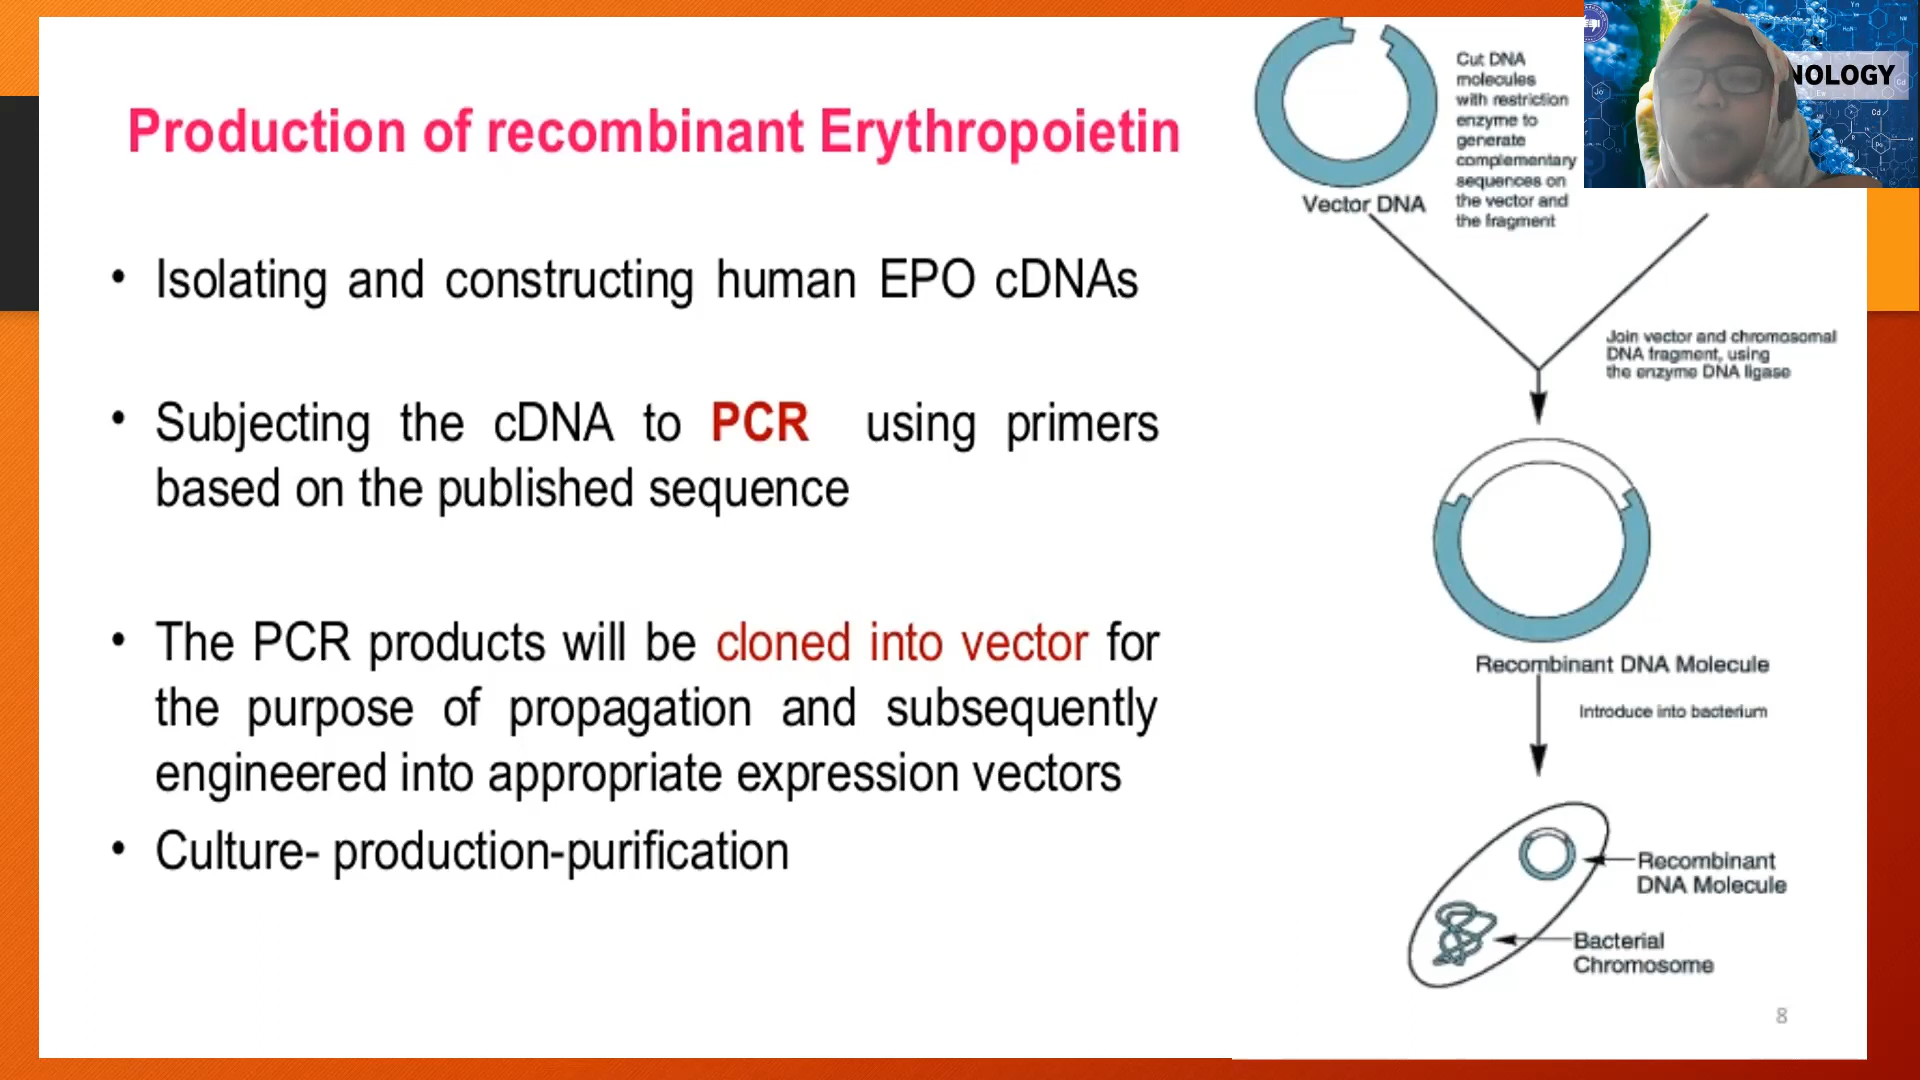 Production of recombinant Erythropoietin
• Isolating and constructing human EPO cDNAs
• Subjecting the cDNA to PCR using primers
based on the published sequence
• The PCR products will be cloned into vector for
the purpose of propagation and subsequently
engineered into appropriate expression vectors
• Culture- production-purification
Cut DNA
molecules
with restriction
enzyme to
generate
complementary
sequences on
the vector and
the fragment
Vector DNA
Join vector and chromosomal
DNA fragment, using
the enzyme DNA ligase
Recombinant DNA Molecule
Introduce into bacterium
Recombinant
DNA Molecule
Bacterial
Chromosome
8
NOLOGY